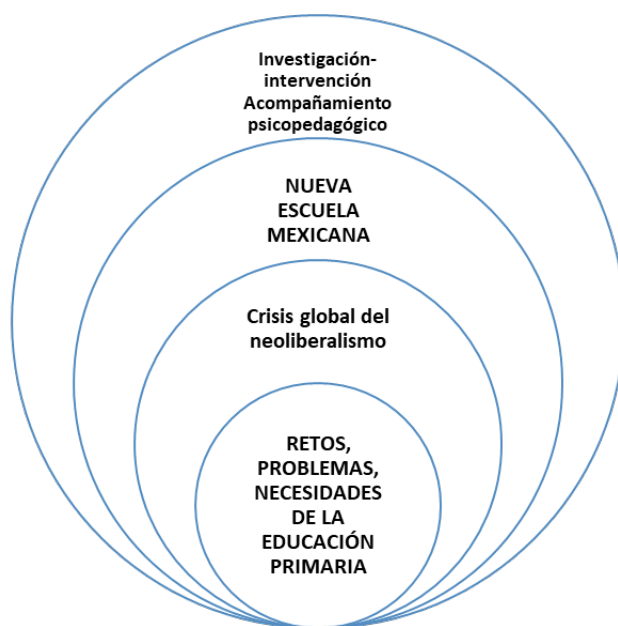 Investigación-
intervención
Acompañamiento
psicopedagógico
NUEVA
ESCUELA
MEXICANA
Crisis global del
neoliberalismo
RETOS,
PROBLEMAS,
NECESIDADES
DE LA
EDUCACIÓN
PRIMARIA